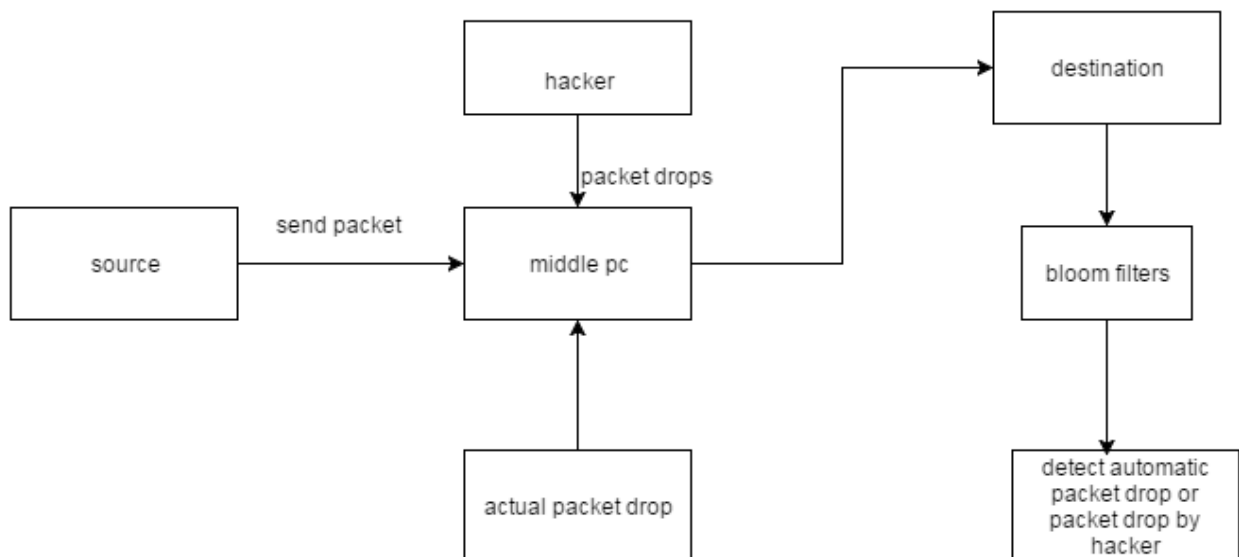 hacker
destination
packet drops
send packet
source
middle pc
bloom filters
actual packet drop
detect automatic
packet drop or
packet drop by
hacker